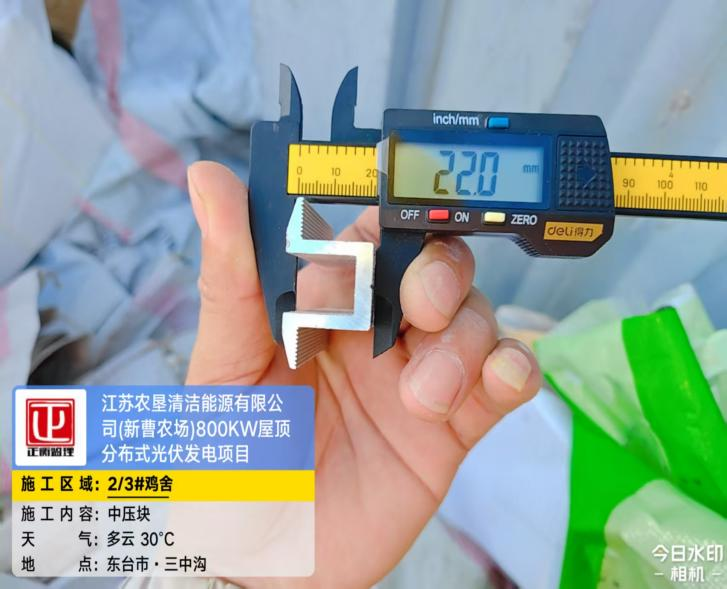 inch/mm
22.0 mm
OFF ON ZERO
deli得力
0 10 20
90 100 110
江苏农垦清洁能源有限公
司(新曹农场)800KW屋顶
分布式光伏发电项目
正衡管理
施工区域：2/3#鸡舍
施工内容：中压块
天气：多云 30℃
地点：东台市·三中沟
今日水印
-相机-